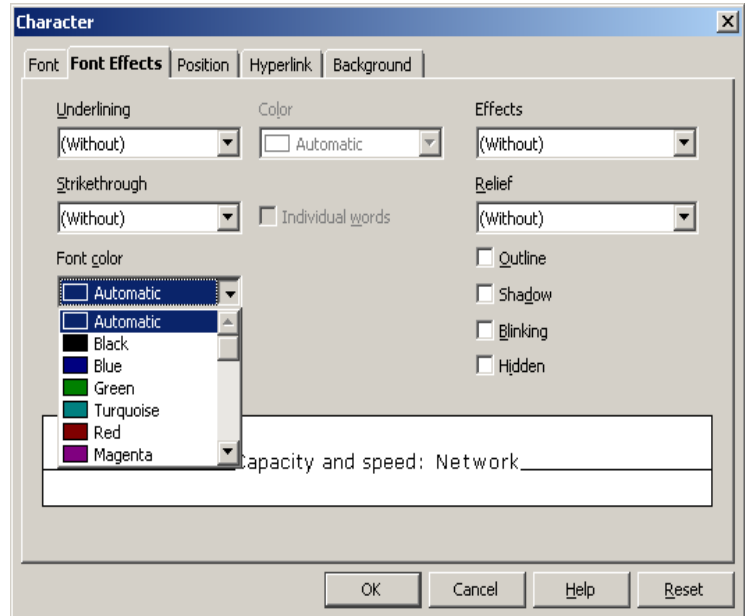 Character
Font Font Effects Position Hyperlink Background
Underlining Color Effects
(Without) Automatic (Without)
Strikethrough Relief
(Without) Individual words (Without)
Font color Outline
Automatic Shadow
Automatic
Black Blinking
Blue Hidden
Green
Turquoise
Red
Magenta
Capacity and speed: Network
OK Cancel Help Reset